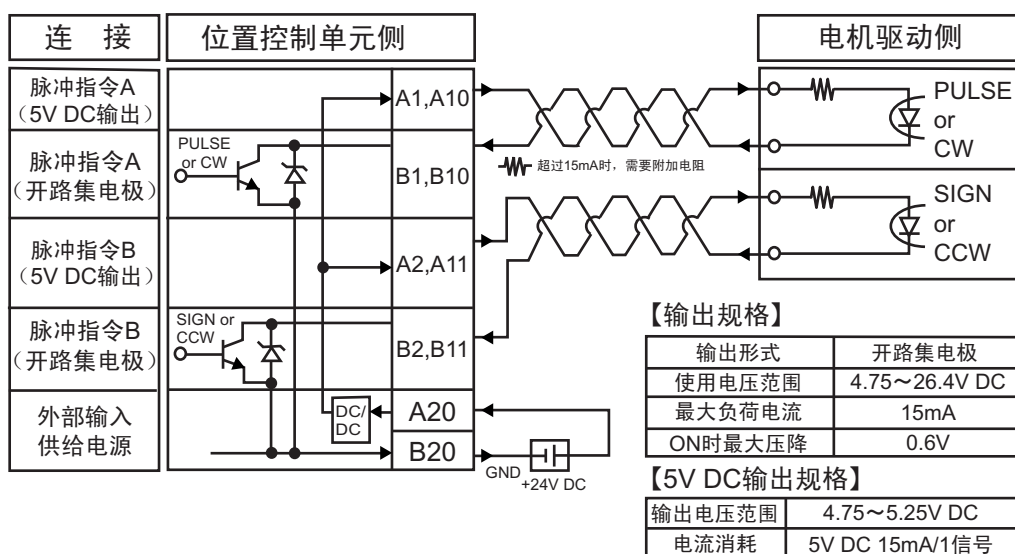 连 接
位置控制单元侧
电机驱动侧
脉冲指令A
（5V DC输出）
A1,A10
PULSE
or
CW
脉冲指令A
（开路集电极）
PULSE
or CW
B1,B10
超过15mA时，需要附加电阻
脉冲指令B
（5V DC输出）
A2,A11
SIGN
or
CCW
脉冲指令B
（开路集电极）
SIGN or
CCW
B2,B11
外部输入
供给电源
DC/
DC
A20
B20
GND
+24V DC
【输出规格】
输出形式 开路集电极
使用电压范围 4.75～26.4V DC
最大负荷电流 15mA
ON时最大压降 0.6V
【5V DC输出规格】
输出电压范围 4.75～5.25V DC
电流消耗 5V DC 15mA/1信号